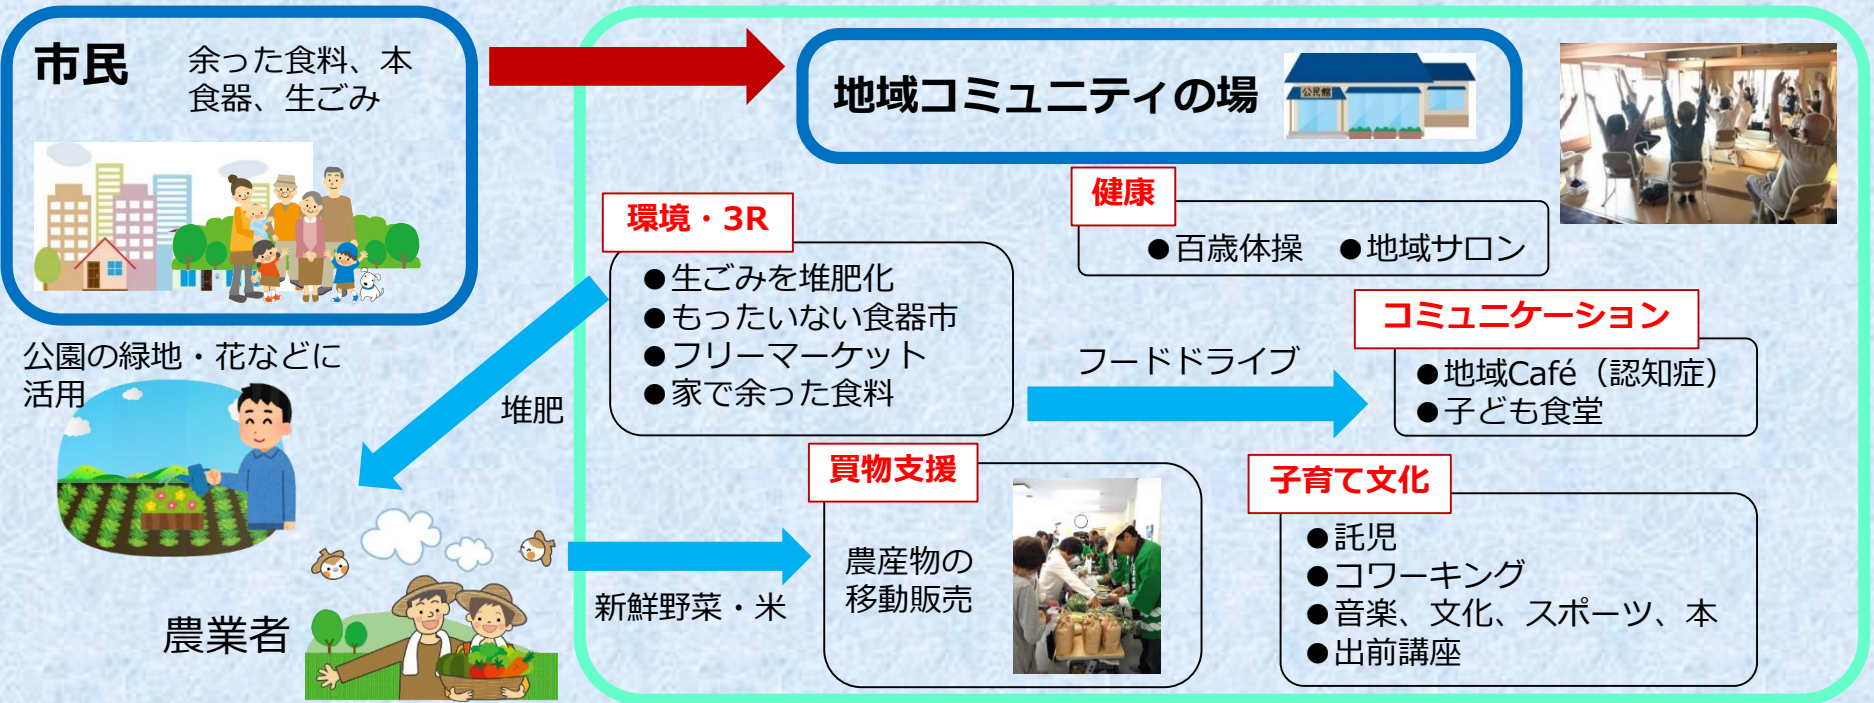 市民
余った食料、本
食器、生ごみ
地域コミュニティの場
公民館
健康
●百歳体操 ●地域サロン
環境・3R
●生ごみを堆肥化
●もったいない食器市
●フリーマーケット
●家で余った食料
フードドライブ
コミュニケーション
●地域Café（認知症）
●子ども食堂
公園の緑地・花などに
活用
堆肥
買物支援
農産物の
移動販売
子育て文化
●託児
●コワーキング
●音楽、文化、スポーツ、本
●出前講座
新鮮野菜・米
農業者